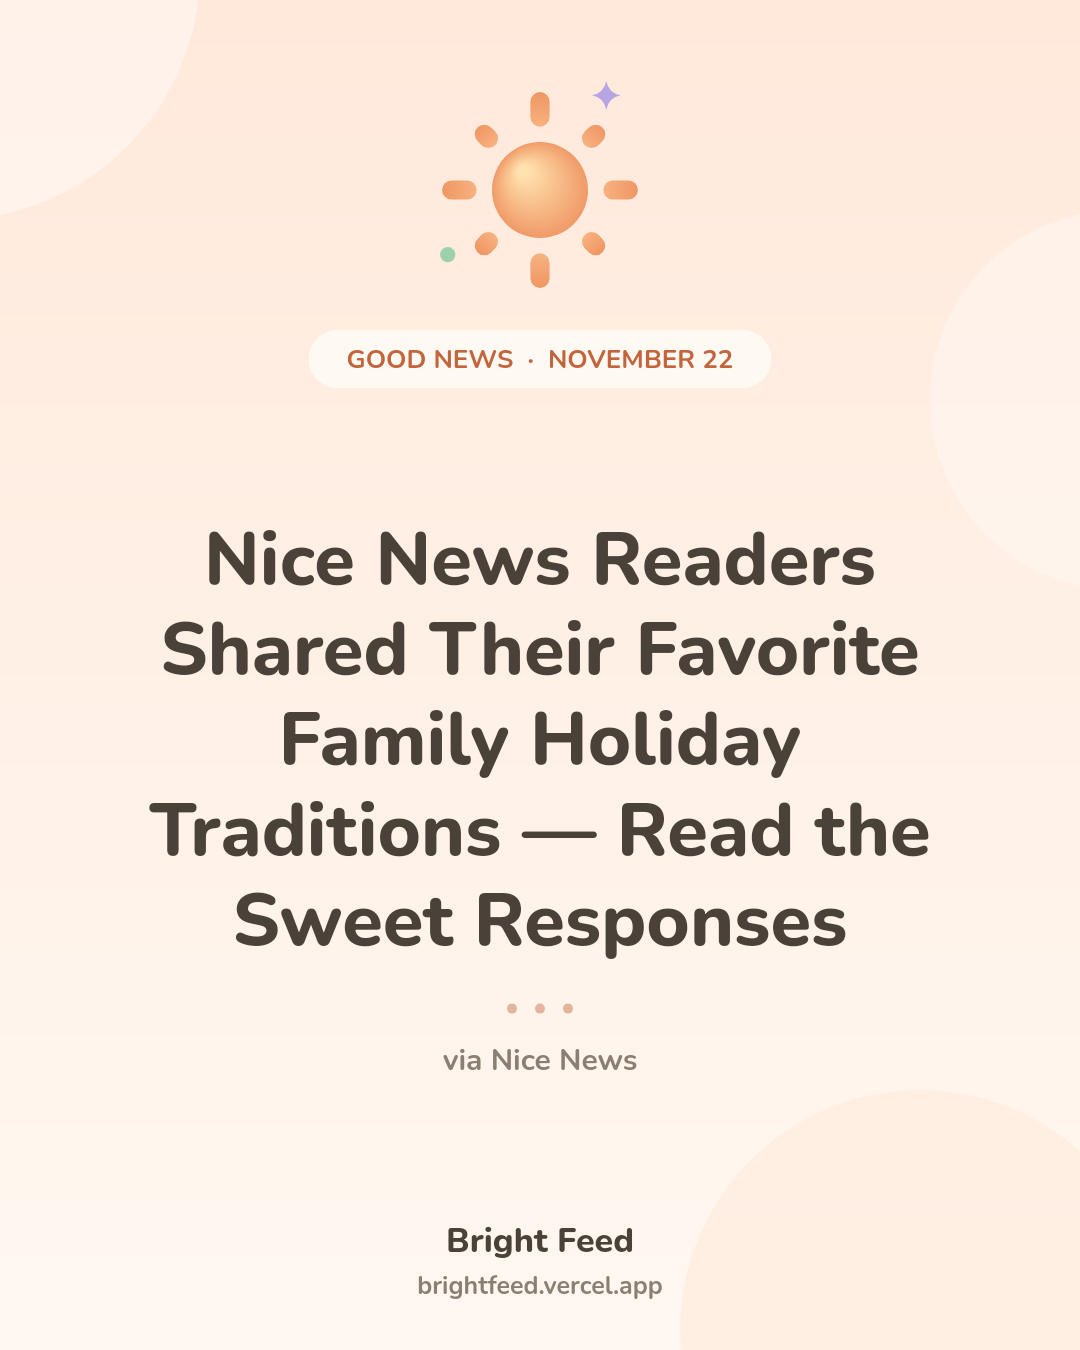 GOOD NEWS · NOVEMBER 22
Nice News Readers
Shared Their Favorite
Family Holiday
Traditions — Read the
Sweet Responses
via Nice News
Bright Feed
brightfeed.vercel.app